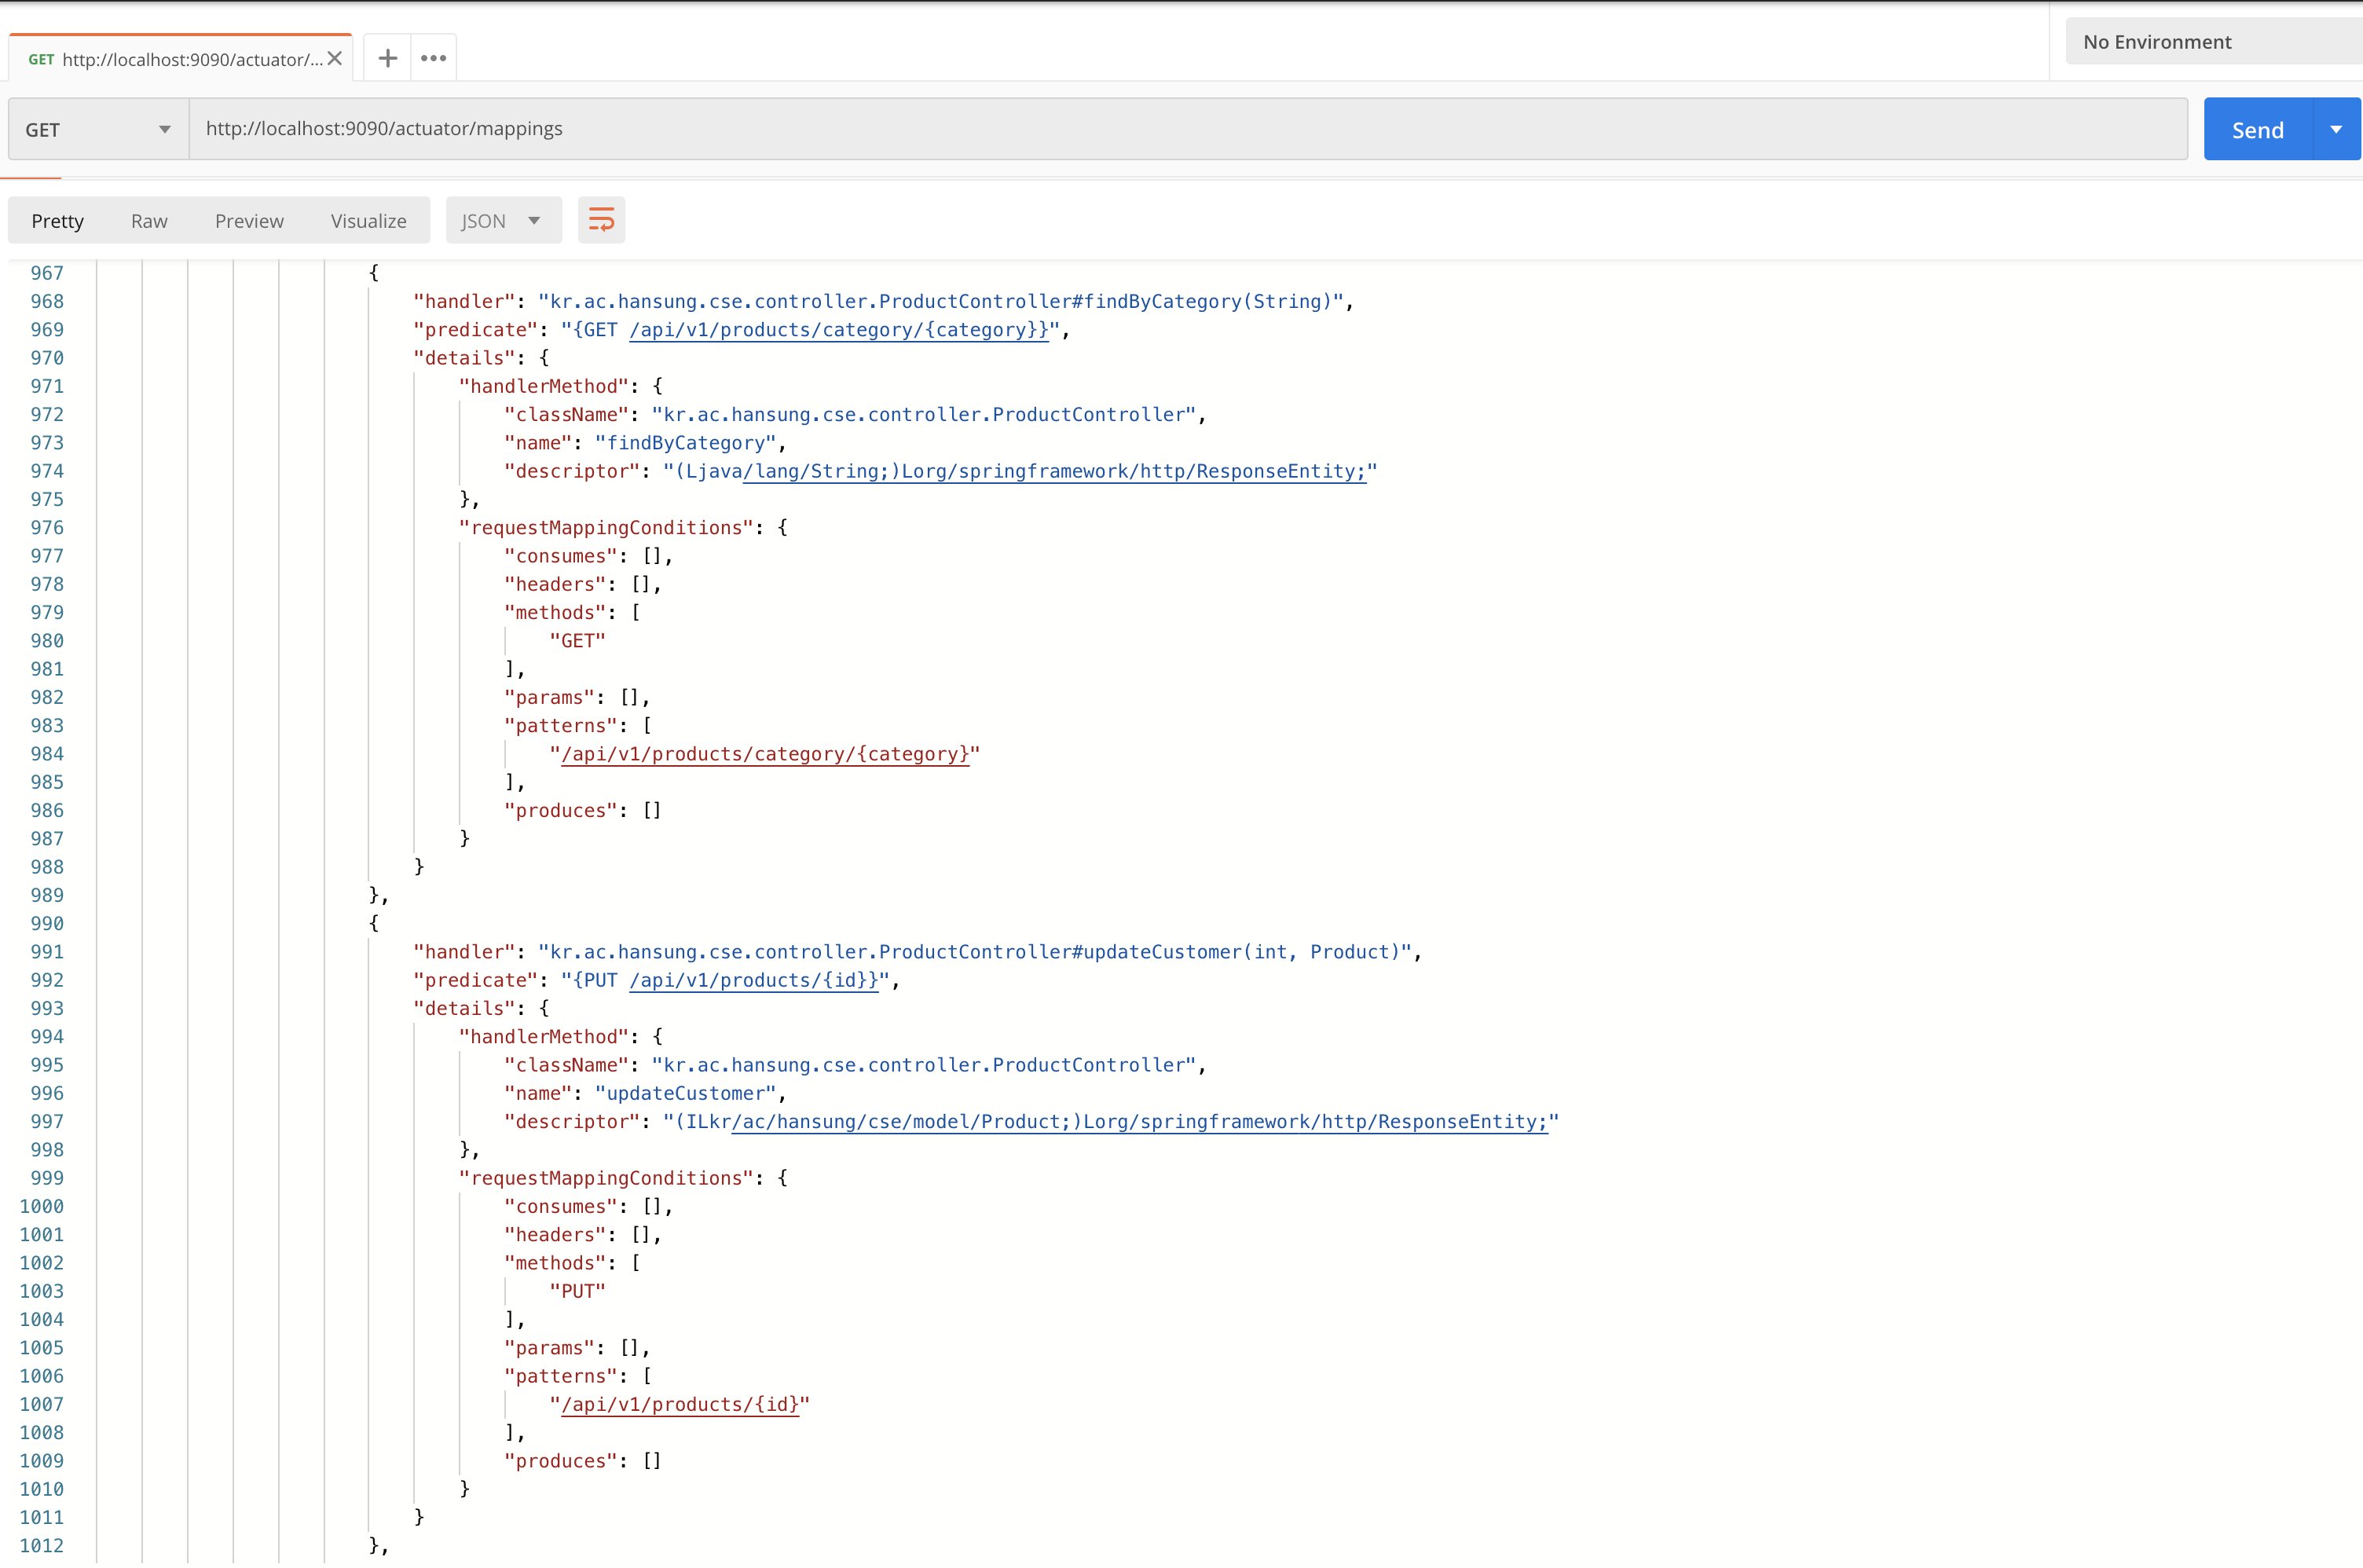 GET http://localhost:9090/actuator/...
No Environment
GET http://localhost:9090/actuator/mappings Send
Pretty Raw Preview Visualize JSON
967 {
968 "handler": "kr.ac.hansung.cse.controller.ProductController#findByCategory(String)",
969 "predicate": "{GET /api/v1/products/category/{category}}",
970 "details": {
971 "handlerMethod": {
972 "className": "kr.ac.hansung.cse.controller.ProductController",
973 "name": "findByCategory",
974 "descriptor": "(Ljava/lang/String;)Lorg/springframework/http/ResponseEntity;"
975 },
976 "requestMappingConditions": {
977 "consumes": [],
978 "headers": [],
979 "methods": [
980 "GET"
981 ],
982 "params": [],
983 "patterns": [
984 "/api/v1/products/category/{category}"
985 ],
986 "produces": []
987 }
988 }
989 },
990 {
991 "handler": "kr.ac.hansung.cse.controller.ProductController#updateCustomer(int, Product)",
992 "predicate": "{PUT /api/v1/products/{id}}",
993 "details": {
994 "handlerMethod": {
995 "className": "kr.ac.hansung.cse.controller.ProductController",
996 "name": "updateCustomer",
997 "descriptor": "(ILkr/ac/hansung/cse/model/Product;)Lorg/springframework/http/ResponseEntity;"
998 },
999 "requestMappingConditions": {
1000 "consumes": [],
1001 "headers": [],
1002 "methods": [
1003 "PUT"
1004 ],
1005 "params": [],
1006 "patterns": [
1007 "/api/v1/products/{id}"
1008 ],
1009 "produces": []
1010 }
1011 }
1012 },